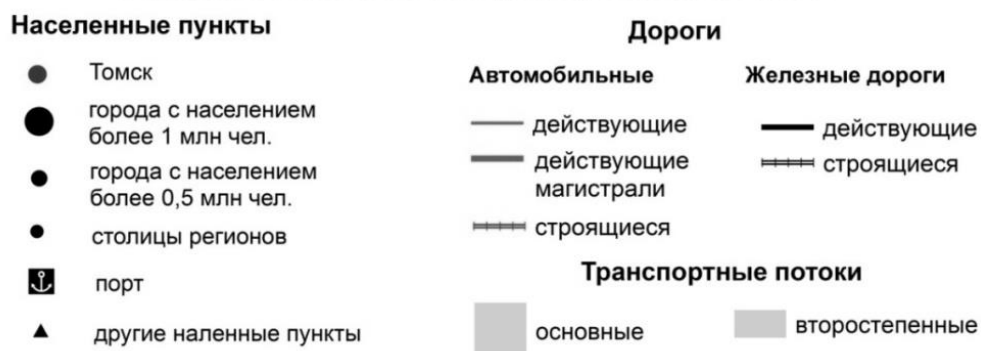 Населенные пункты
Томск
города с населением
более 1 млн чел.
города с населением
более 0,5 млн чел.
столицы регионов
порт
другие наленные пункты
Дороги
Автомобильные
действующие
действующие
магистрали
строящиеся
Железные дороги
действующие
строящиеся
Транспортные потоки
основные
второстепенные